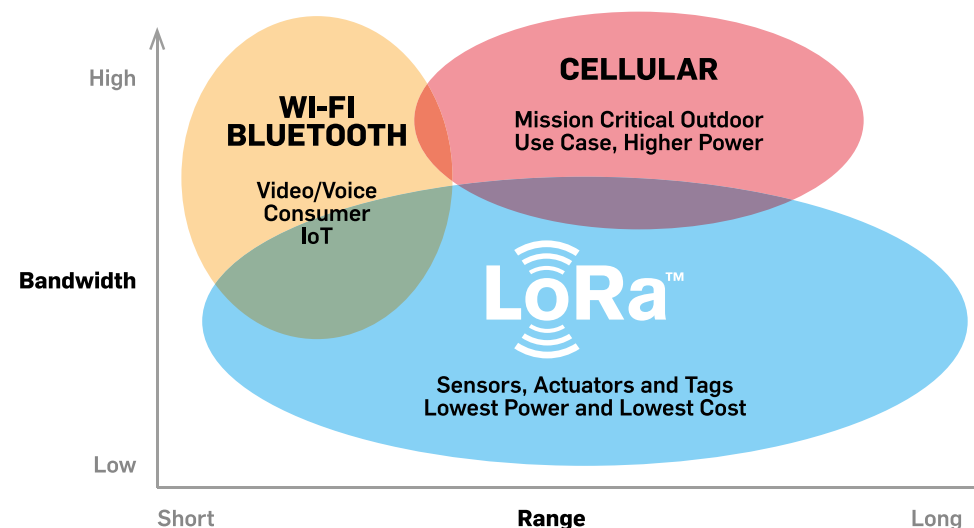 High
WI-FI
BLUETOOTH
Video/Voice
Consumer
IoT
CELLULAR
Mission Critical Outdoor
Use Case, Higher Power
Bandwidth
LoRa™
Sensors, Actuators and Tags
Lowest Power and Lowest Cost
Low
Short
Range
Long